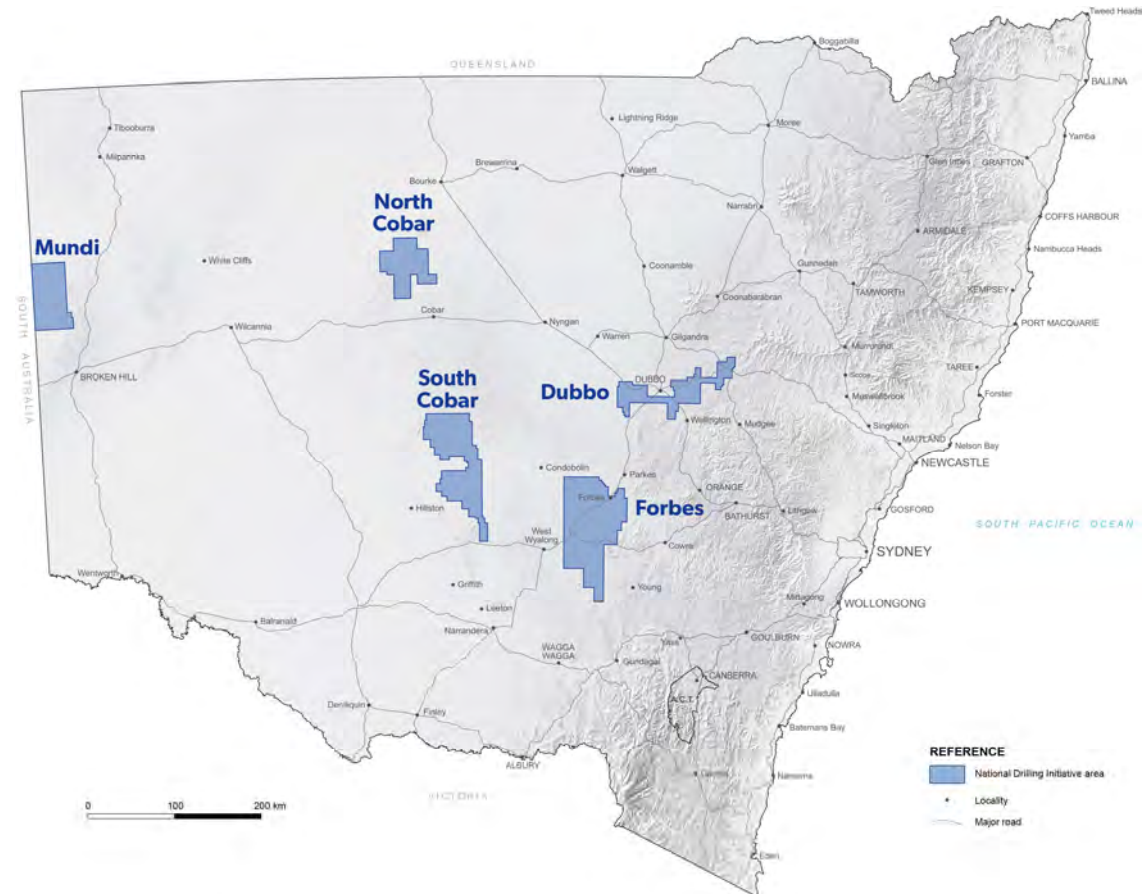 Tweed Heads
Boggabilla
QUEENSLAND
BALLINA
Tibooburra
Lightning Ridge
Moree
Yamba
Milparinka
Brewarrina
Walgett
Glen Innes
GRAFTON
Bourke
North
Cobar
Narrabri
COFFS HARBOUR
ARMIDALE
Mundi
White Cliffs
Coonamble
Gunnedah
Nambucca Heads
TAMWORTH
KEMPSEY
Coonabarabran
SOUTH AUSTRALIA
Cobar
Nyngan
Wilcannia
Warren
Gilgandra
PORT MACQUARIE
Murrurundi
BROKEN HILL
South
Cobar
Dubbo
DUBBO
Scone
TAREE
Muswellbrook
Forster
Wellington
Mudgee
Singleton
MAITLAND
Nelson Bay
NEWCASTLE
Condobolin
Parkes
ORANGE
Forbes
Forbes
Hillston
BATHURST
Lithgow
GOSFORD
SOUTH PACIFIC OCEAN
West
Wyalong
Cowra
SYDNEY
Wentworth
Griffith
Young
Mittagong
WOLLONGONG
Leeton
Balranald
Narrandera
Yass
GOULBURN
NOWRA
WAGGA
WAGGA
Gundagai
CANBERRA
A.C.T.
Ulladulla
Deniliquin
Finley
Batemans Bay
ALBURY
Cooma
Narooma
VICTORIA
Eden
REFERENCE
National Drilling Initiative area
Locality
Major road
0 100 200 km